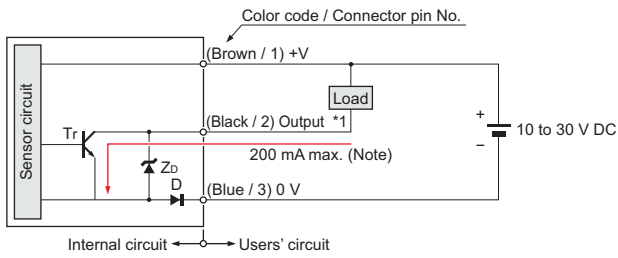 Color code / Connector pin No.
(Brown / 1) +V
Sensor circuit
Load
Tr
(Black / 2) Output *1
+
10 to 30 V DC
−
200 mA max. (Note)
ZD
D
(Blue / 3) 0 V
Internal circuit
Users' circuit